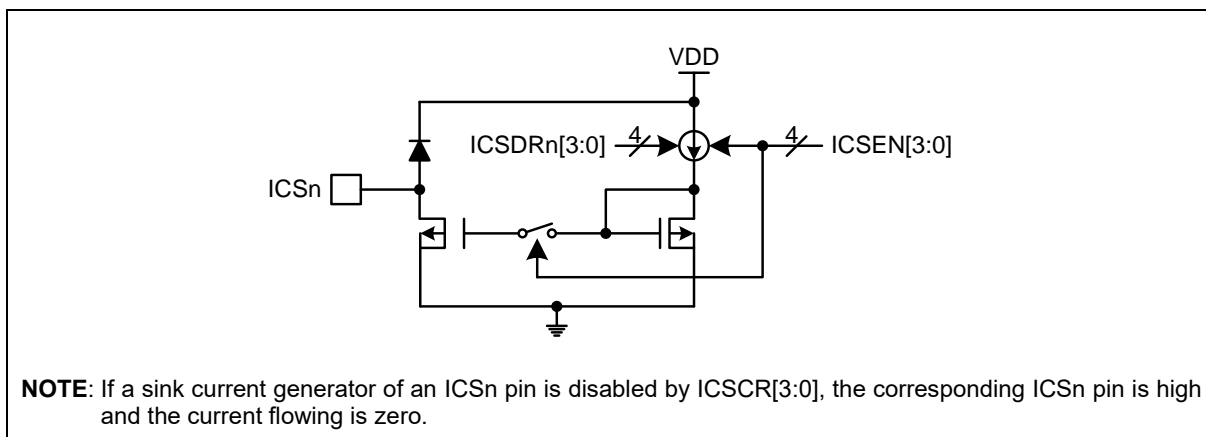 VDD
ICSDRn[3:0] 4 4 ICSEN[3:0]
ICSn
NOTE: If a sink current generator of an ICSn pin is disabled by ICSCR[3:0], the corresponding ICSn pin is high
and the current flowing is zero.